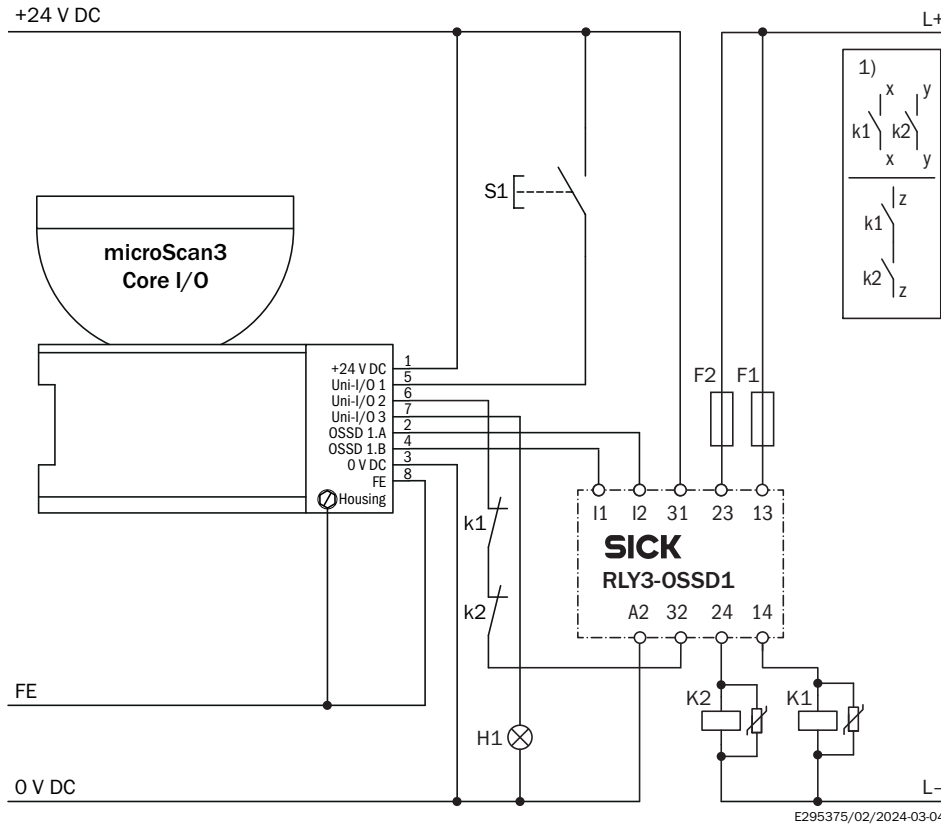 +24 V DC
L+
1)
x y
k1 k2
x y
z
k1
k2
z
S1
microScan3
Core I/O
+24 V DC 1
Uni-I/O 1 5
Uni-I/O 2 6
Uni-I/O 3 7
OSSD 1.A 2
OSSD 1.B 4
0 V DC 3
FE 8
Housing
F2 F1
k1
k2
I1 I2 31 23 13
SICK
RLY3-OSSD1
A2 32 24 14
FE
K2 K1
H1
0 V DC
L–
E295375/02/2024-03-04